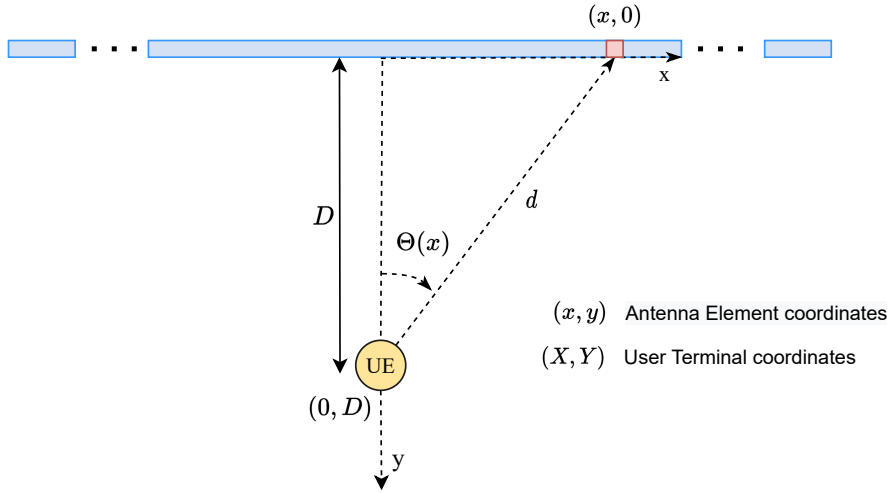 (x, 0)
x
D
d
Θ(x)
(x, y) Antenna Element coordinates
(X, Y) User Terminal coordinates
UE
(0, D)
y